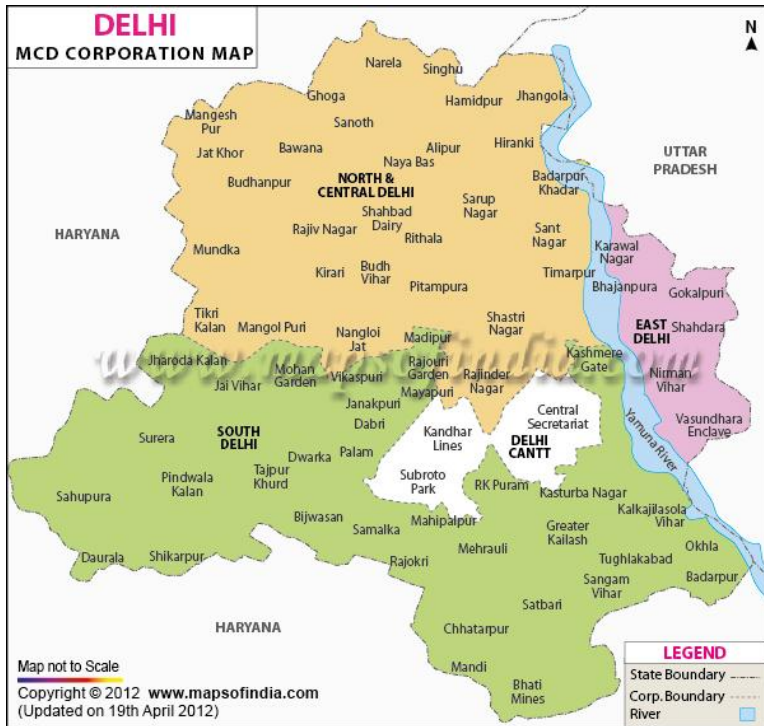 DELHI
MCD CORPORATION MAP
N
Narela
Singhu
Ghoga
Hamidpur
Jhangola
Mangesh
Pur
Sanoth
Jat Khor
Bawana
Alipur
Hiranki
Naya Bas
UTTAR
PRADESH
Budhanpur
NORTH &
CENTRAL DELHI
Badarpur
Khadar
Sarup
Nagar
Shahbad
Dairy
HARYANA
Rajiv Nagar
Rithala
Sant
Nagar
Karawal
Nagar
Mundka
Kirari
Budh
Vihar
Pitampura
Timarpur
Bhajanpura
Gokalpuri
Tikri
Kalan
Mangol Puri
Nangloi
Jat
Madipur
Shastri
Nagar
EAST
DELHI
Shahdara
www.mapsofindia.com
Jharoda Kalan
Jai Vihar
Mohan
Garden
Vikaspuri
Rajouri
Garden
Rajinder
Nagar
Kashmere
Gate
Mayapuri
Nirman
Vihar
Janakpuri
Dabri
Central
Secretariat
Vasundhara
Enclave
Surera
SOUTH
DELHI
Kandhar
Lines
DELHI
CANTT
Yamuna River
Dwarka
Palam
Pindwala
Kalan
Tajpur
Khurd
Subroto
Park
RK Puram
Sahupura
Kasturba Nagar
Bijwasan
Samalka
Mahipalpur
Kalkajilasola
Vihar
Greater
Kailash
Daurala
Shikarpur
Rajokri
Mehrauli
Okhla
Tughlakabad
Badarpur
Sangam
Vihar
Satbari
HARYANA
Chhatarpur
Mandi
Bhati
Mines
Map not to Scale
Copyright © 2012 www.mapsofindia.com
(Updated on 19th April 2012)
LEGEND
State Boundary
Corp. Boundary
River